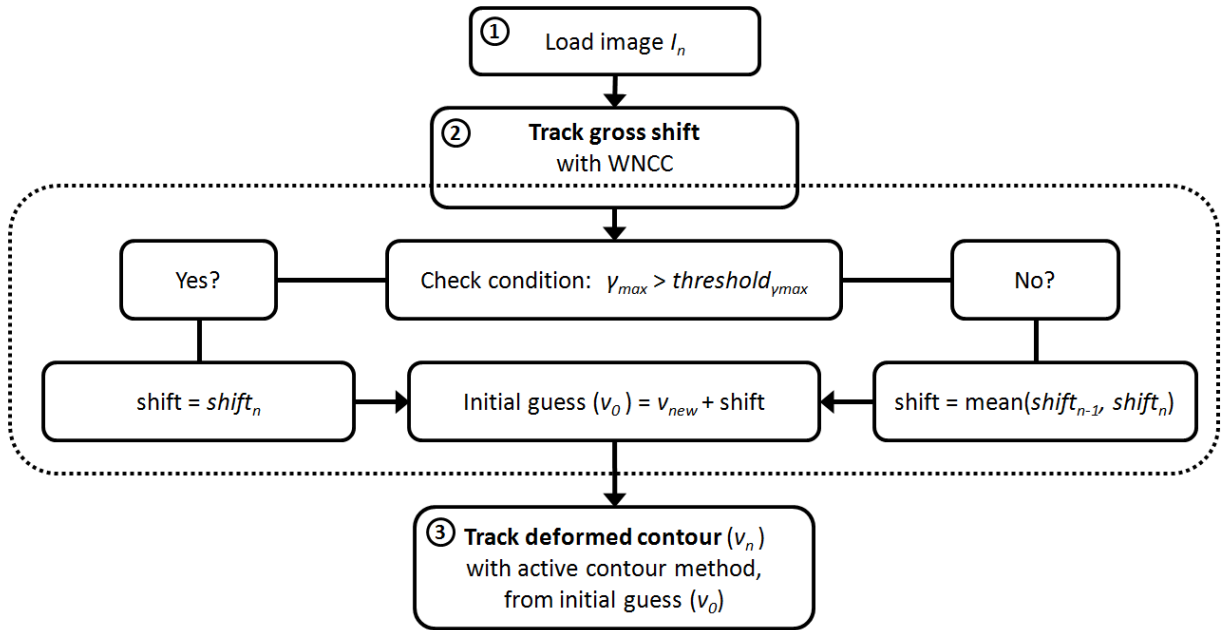 ① Load image Iₙ
② Track gross shift
with WNCC
Yes?
Check condition: γmax > thresholdγmax
No?
shift = shiftₙ
Initial guess (v₀) = vnew + shift
shift = mean(shiftₙ₋₁, shiftₙ)
③ Track deformed contour (vₙ)
with active contour method,
from initial guess (v₀)